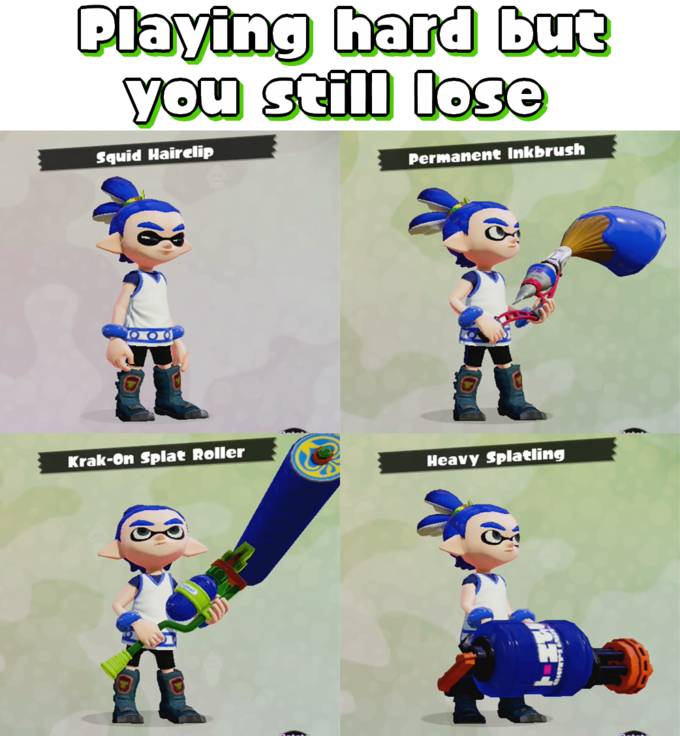 Playing hard but
you still lose
Squid Hairclip
Permanent Inkbrush
Krak-On Splat Roller
Heavy Splatling